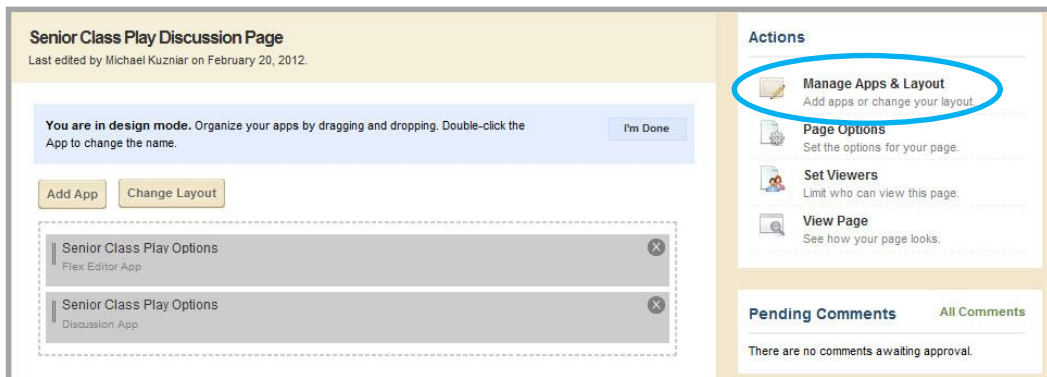 Senior Class Play Discussion Page
Last edited by Michael Kuzniar on February 20, 2012.
You are in design mode. Organize your apps by dragging and dropping. Double-click the
App to change the name.
I'm Done
Add App
Change Layout
Senior Class Play Options
Flex Editor App
Senior Class Play Options
Discussion App
Actions
Manage Apps & Layout
Add apps or change your layout.
Page Options
Set the options for your page.
Set Viewers
Limit who can view this page.
View Page
See how your page looks.
Pending Comments
All Comments
There are no comments awaiting approval.